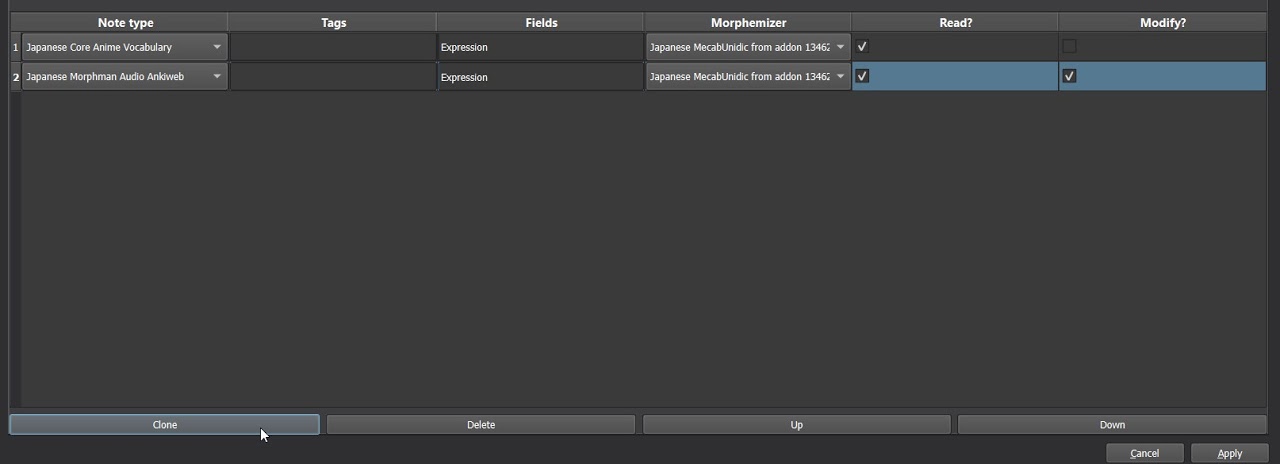 Note type Tags Fields Morphemizer Read? Modify?
1 Japanese Core Anime Vocabulary Expression Japanese MecabUnidic from addon 13462
2 Japanese Morphman Audio Ankiweb Expression Japanese MecabUnidic from addon 13462
Clone Delete Up Down
Cancel Apply